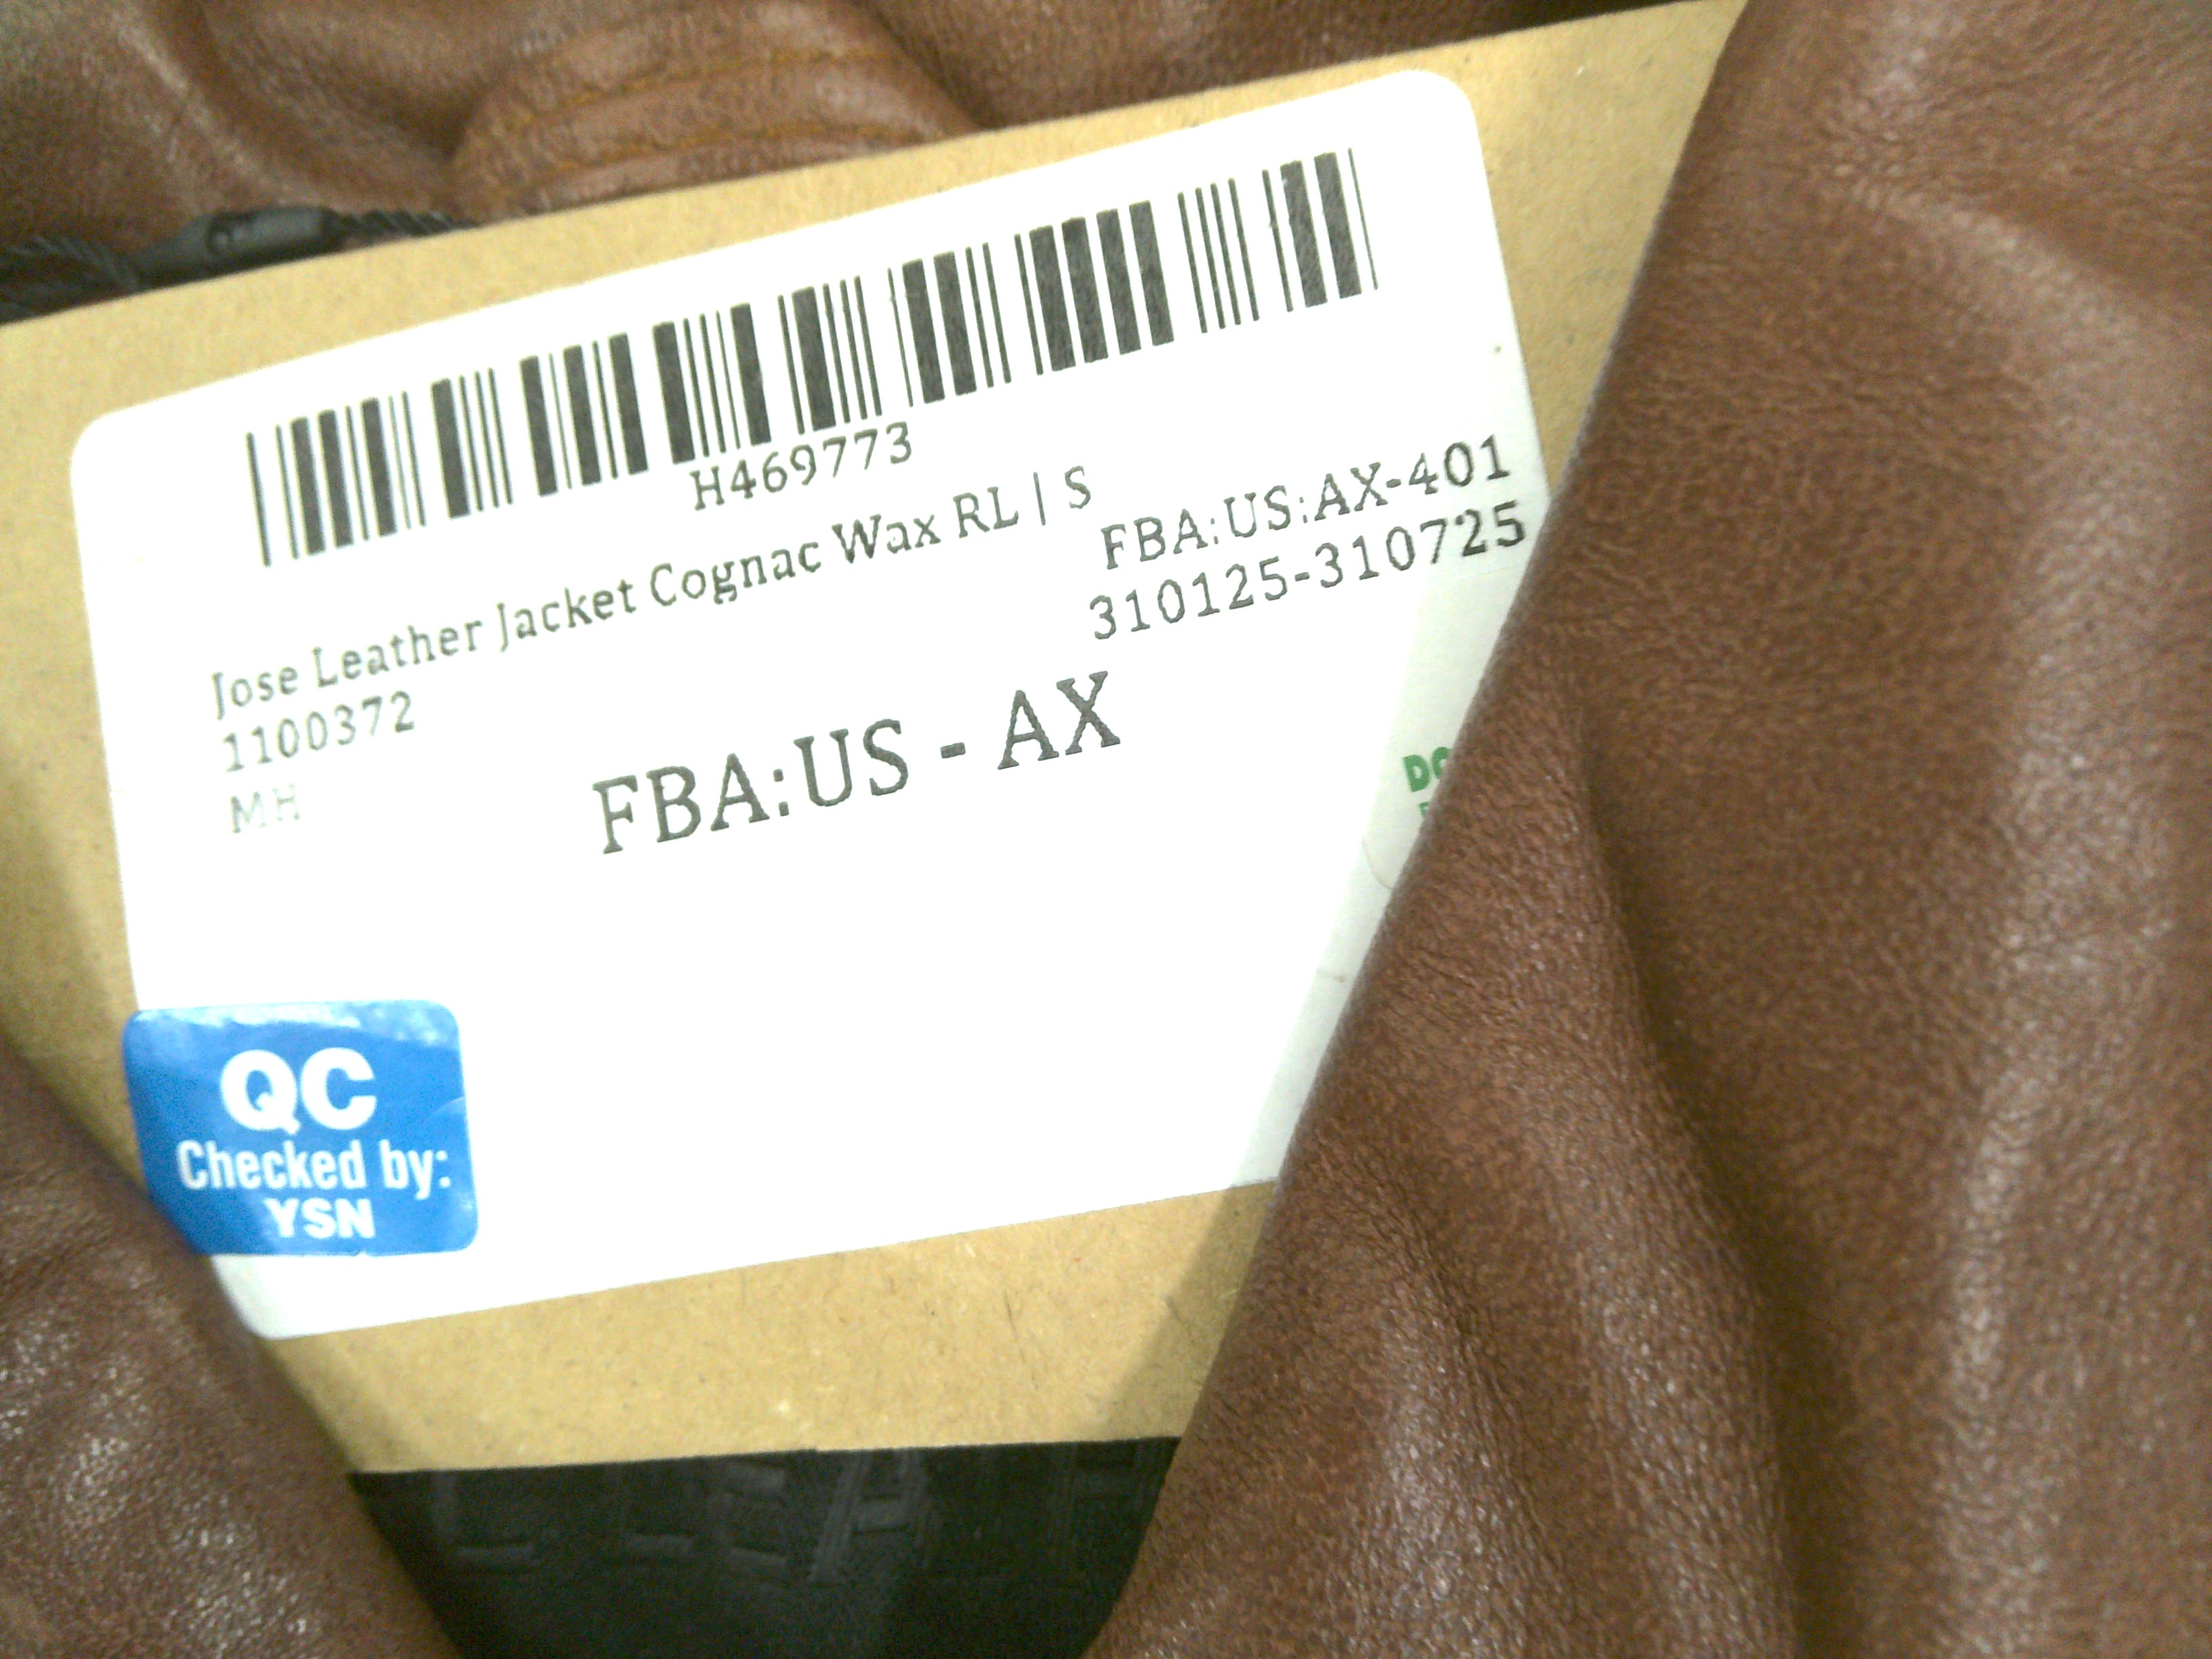 H469773
Jose Leather Jacket Cognac Wax RL | S
FBA:US:AX-401
1100372
310125-310725
MH
FBA:US - AX
QC
Checked by:
YSN